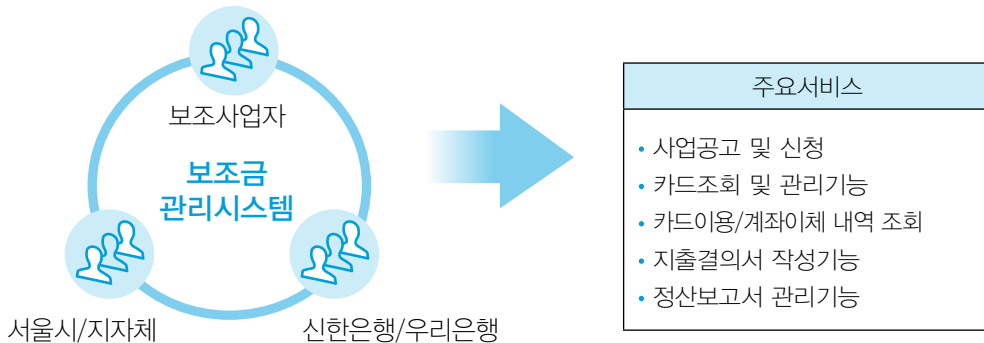 보조사업자
보조금
관리시스템
서울시/지자체
신한은행/우리은행
주요서비스
• 사업공고 및 신청
• 카드조회 및 관리기능
• 카드이용/계좌이체 내역 조회
• 지출결의서 작성기능
• 정산보고서 관리기능